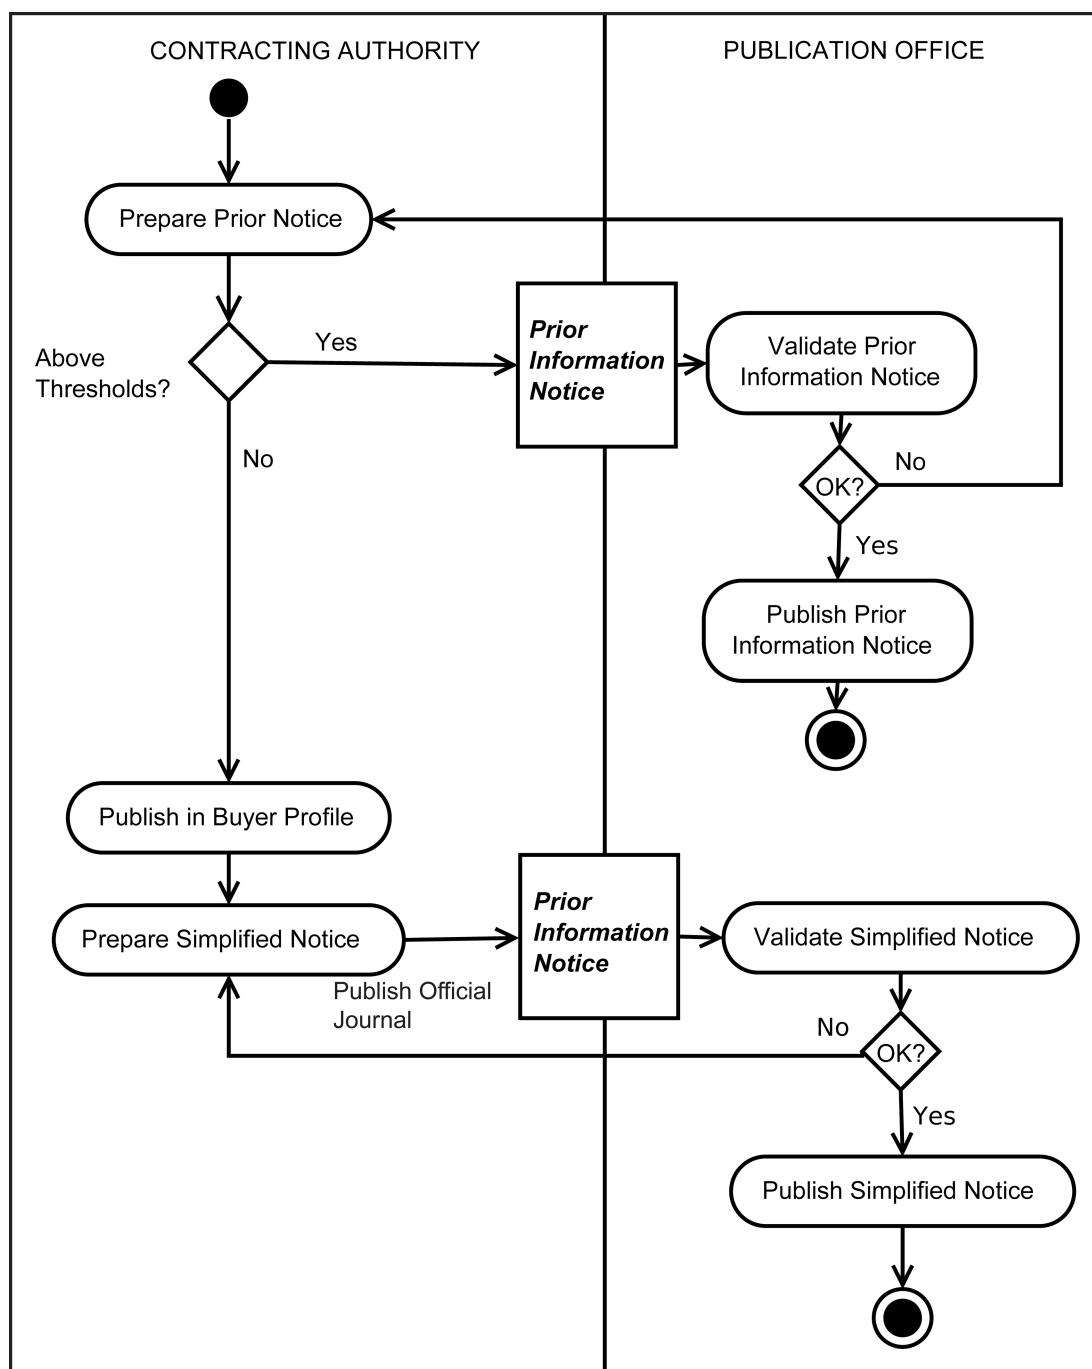 CONTRACTING AUTHORITY
PUBLICATION OFFICE
Prepare Prior Notice
Above
Thresholds?
Yes
No
Prior
Information
Notice
Validate Prior
Information Notice
OK?
No
Yes
Publish Prior
Information Notice
Publish in Buyer Profile
Prepare Simplified Notice
Publish Official
Journal
Prior
Information
Notice
Validate Simplified Notice
No
OK?
Yes
Publish Simplified Notice